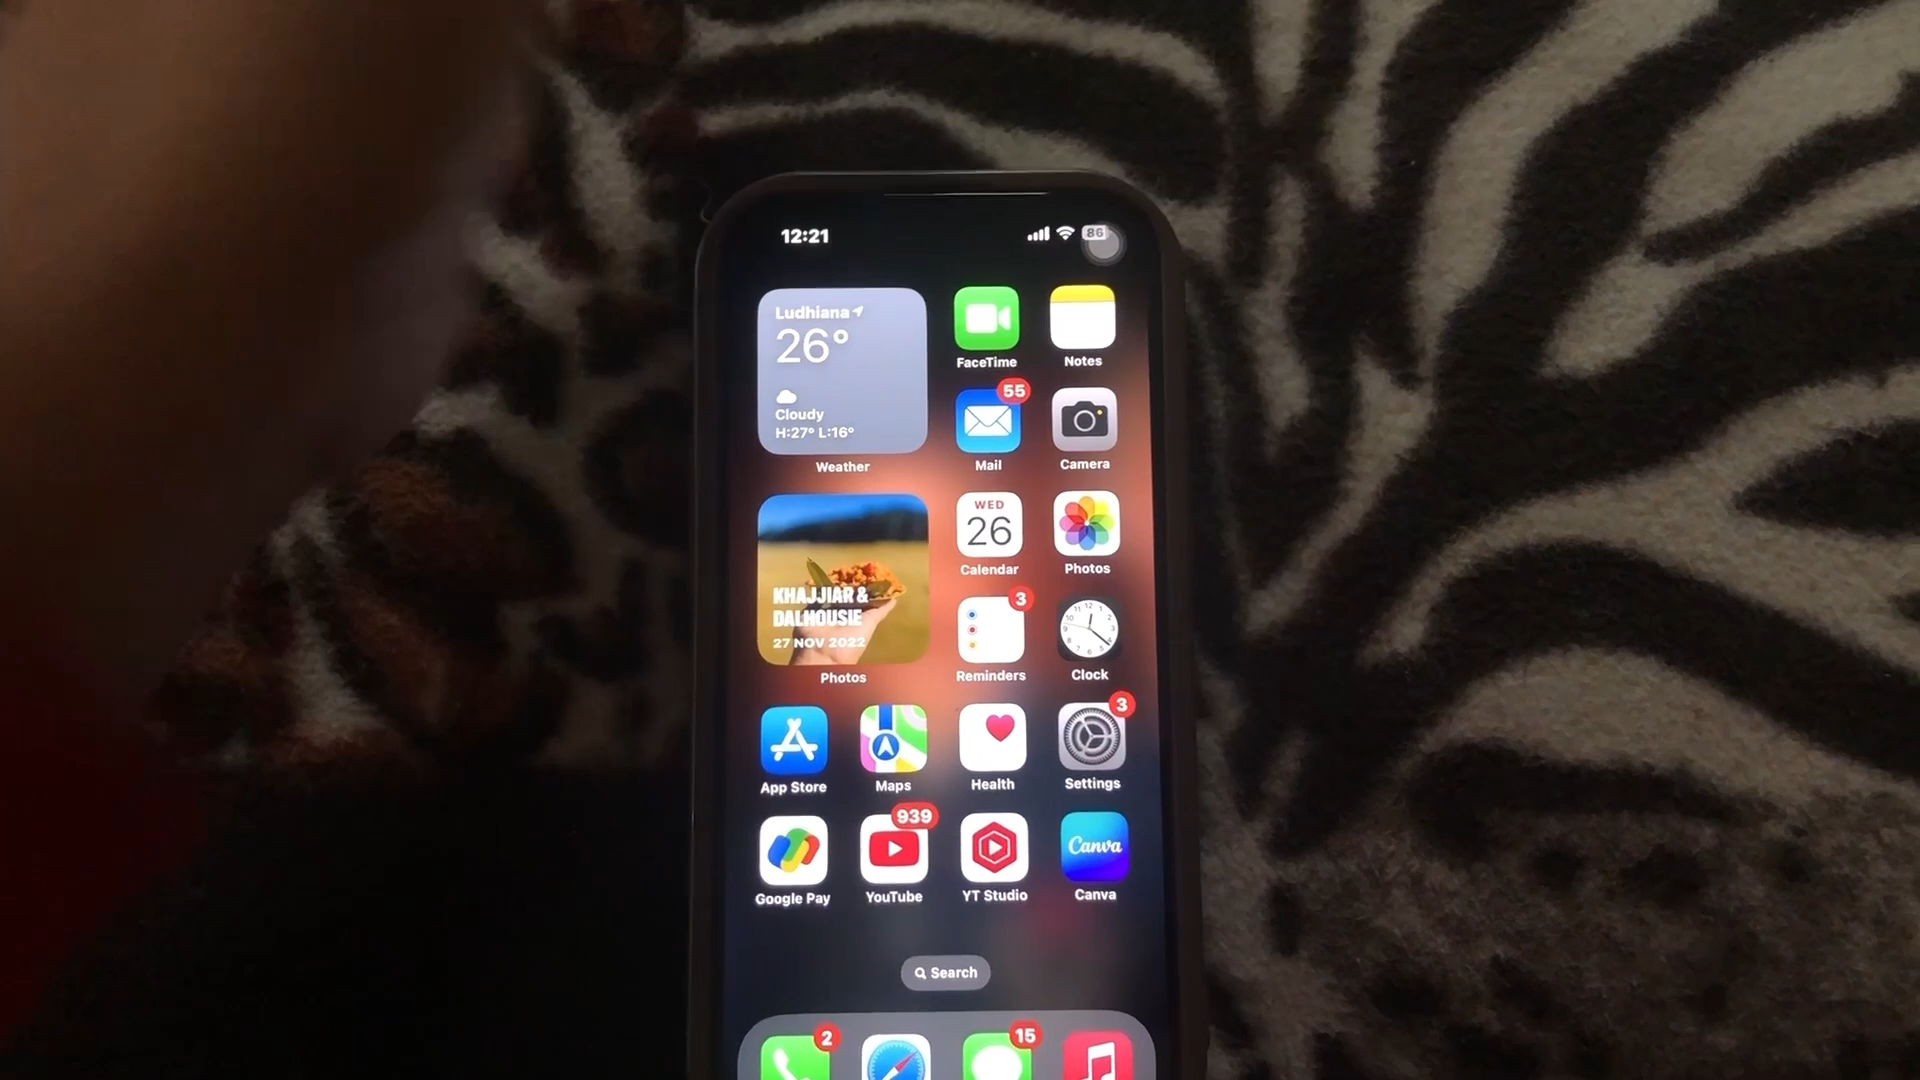 12:21
86
Ludhiana
26°
Cloudy
H:27° L:16°
Weather
FaceTime
Notes
55
Mail
Camera
KHAJJIAR &
DALHOUSIE
27 NOV 2022
Photos
WED
26
Calendar
Photos
3
Reminders
Clock
App Store
Maps
Health
3
Settings
Google Pay
939
YouTube
YT Studio
Canva
Canva
Search
2
15